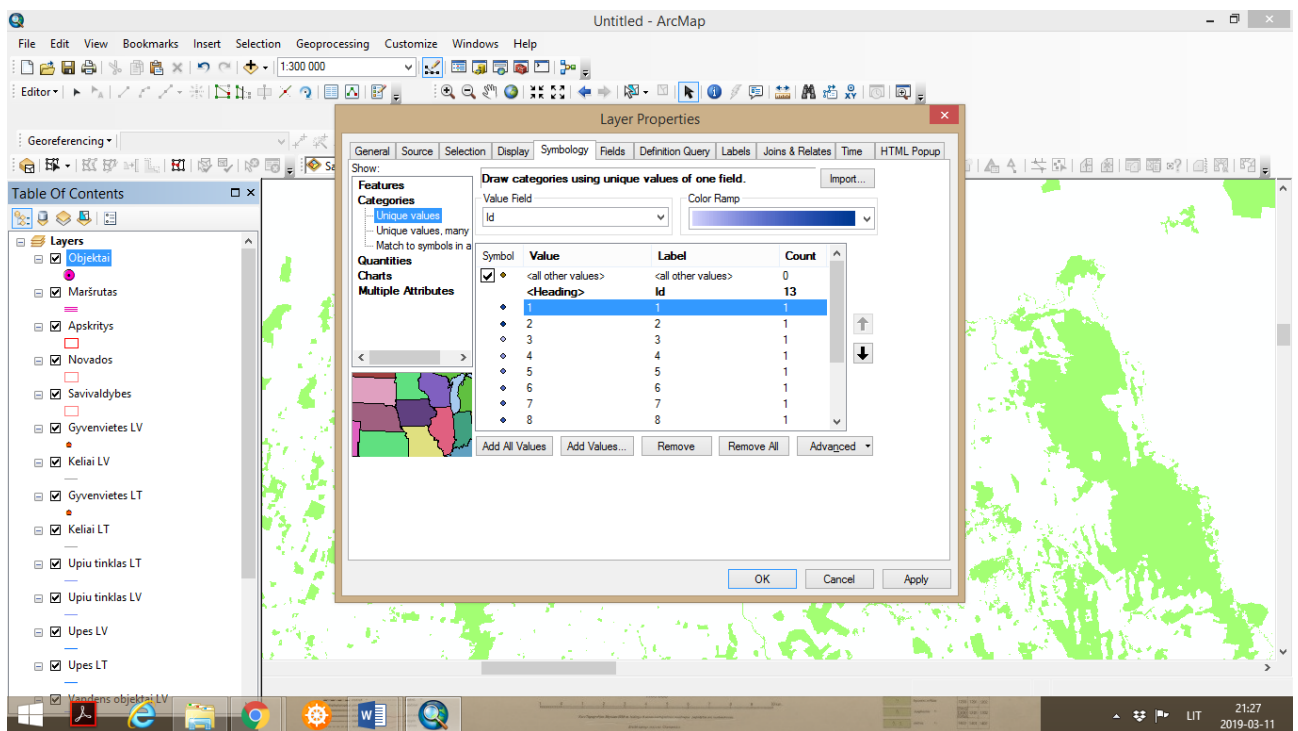 Untitled - ArcMap
File Edit View Bookmarks Insert Selection Geoprocessing Customize Windows Help
1:300 000
Editor
Georeferencing
Layer Properties
General Source Selection Display Symbology Fields Definition Query Labels Joins & Relates Time HTML Popup
Show:
Features
Categories
Unique values
Unique values, many
Match to symbols in a
Quantities
Charts
Multiple Attributes
Draw categories using unique values of one field.
Import...
Value Field
Id
Color Ramp
Symbol Value Label Count
<all other values> <all other values> 0
<Heading> Id 13
1 1 1
2 2 1
3 3 1
4 4 1
5 5 1
6 6 1
7 7 1
8 8 1
Add All Values Add Values... Remove Remove All Advanced
OK Cancel Apply
Table Of Contents
Layers
Objektai
Maršrutas
Apskritys
Novados
Savivaldybes
Gyvenvietes LV
Keliai LV
Gyvenvietes LT
Keliai LT
Upiu tinklas LT
Upiu tinklas LV
Upes LV
Upes LT
Vandens objektai LV
LIT
21:27
2019-03-11